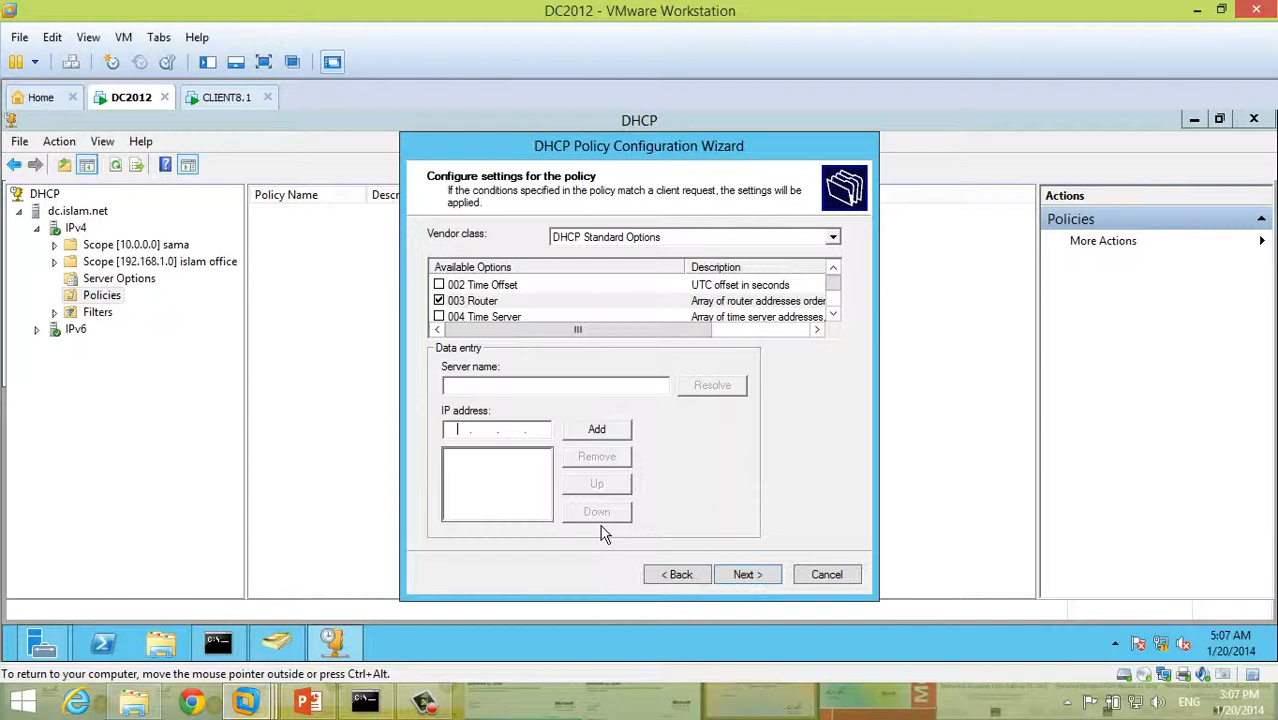 DC2012 - VMware Workstation
File Edit View VM Tabs Help
Home DC2012 CLIENT8.1
DHCP
File Action View Help
DHCP
dc.islam.net
IPv4
Scope [10.0.0.0] sama
Scope [192.168.1.0] islam office
Server Options
Policies
Filters
IPv6
Policy Name Descr
DHCP Policy Configuration Wizard
Configure settings for the policy
If the conditions specified in the policy match a client request, the settings will be
applied.
Vendor class: DHCP Standard Options
Available Options Description
002 Time Offset UTC offset in seconds
003 Router Array of router addresses order
004 Time Server Array of time server addresses,
Data entry
Server name:
Resolve
IP address:
. . .
Add
Remove
Up
Down
< Back Next > Cancel
Actions
Policies
More Actions
5:07 AM
1/20/2014
To return to your computer, move the mouse pointer outside or press Ctrl+Alt.
ENG
3:07 PM
1/20/2014